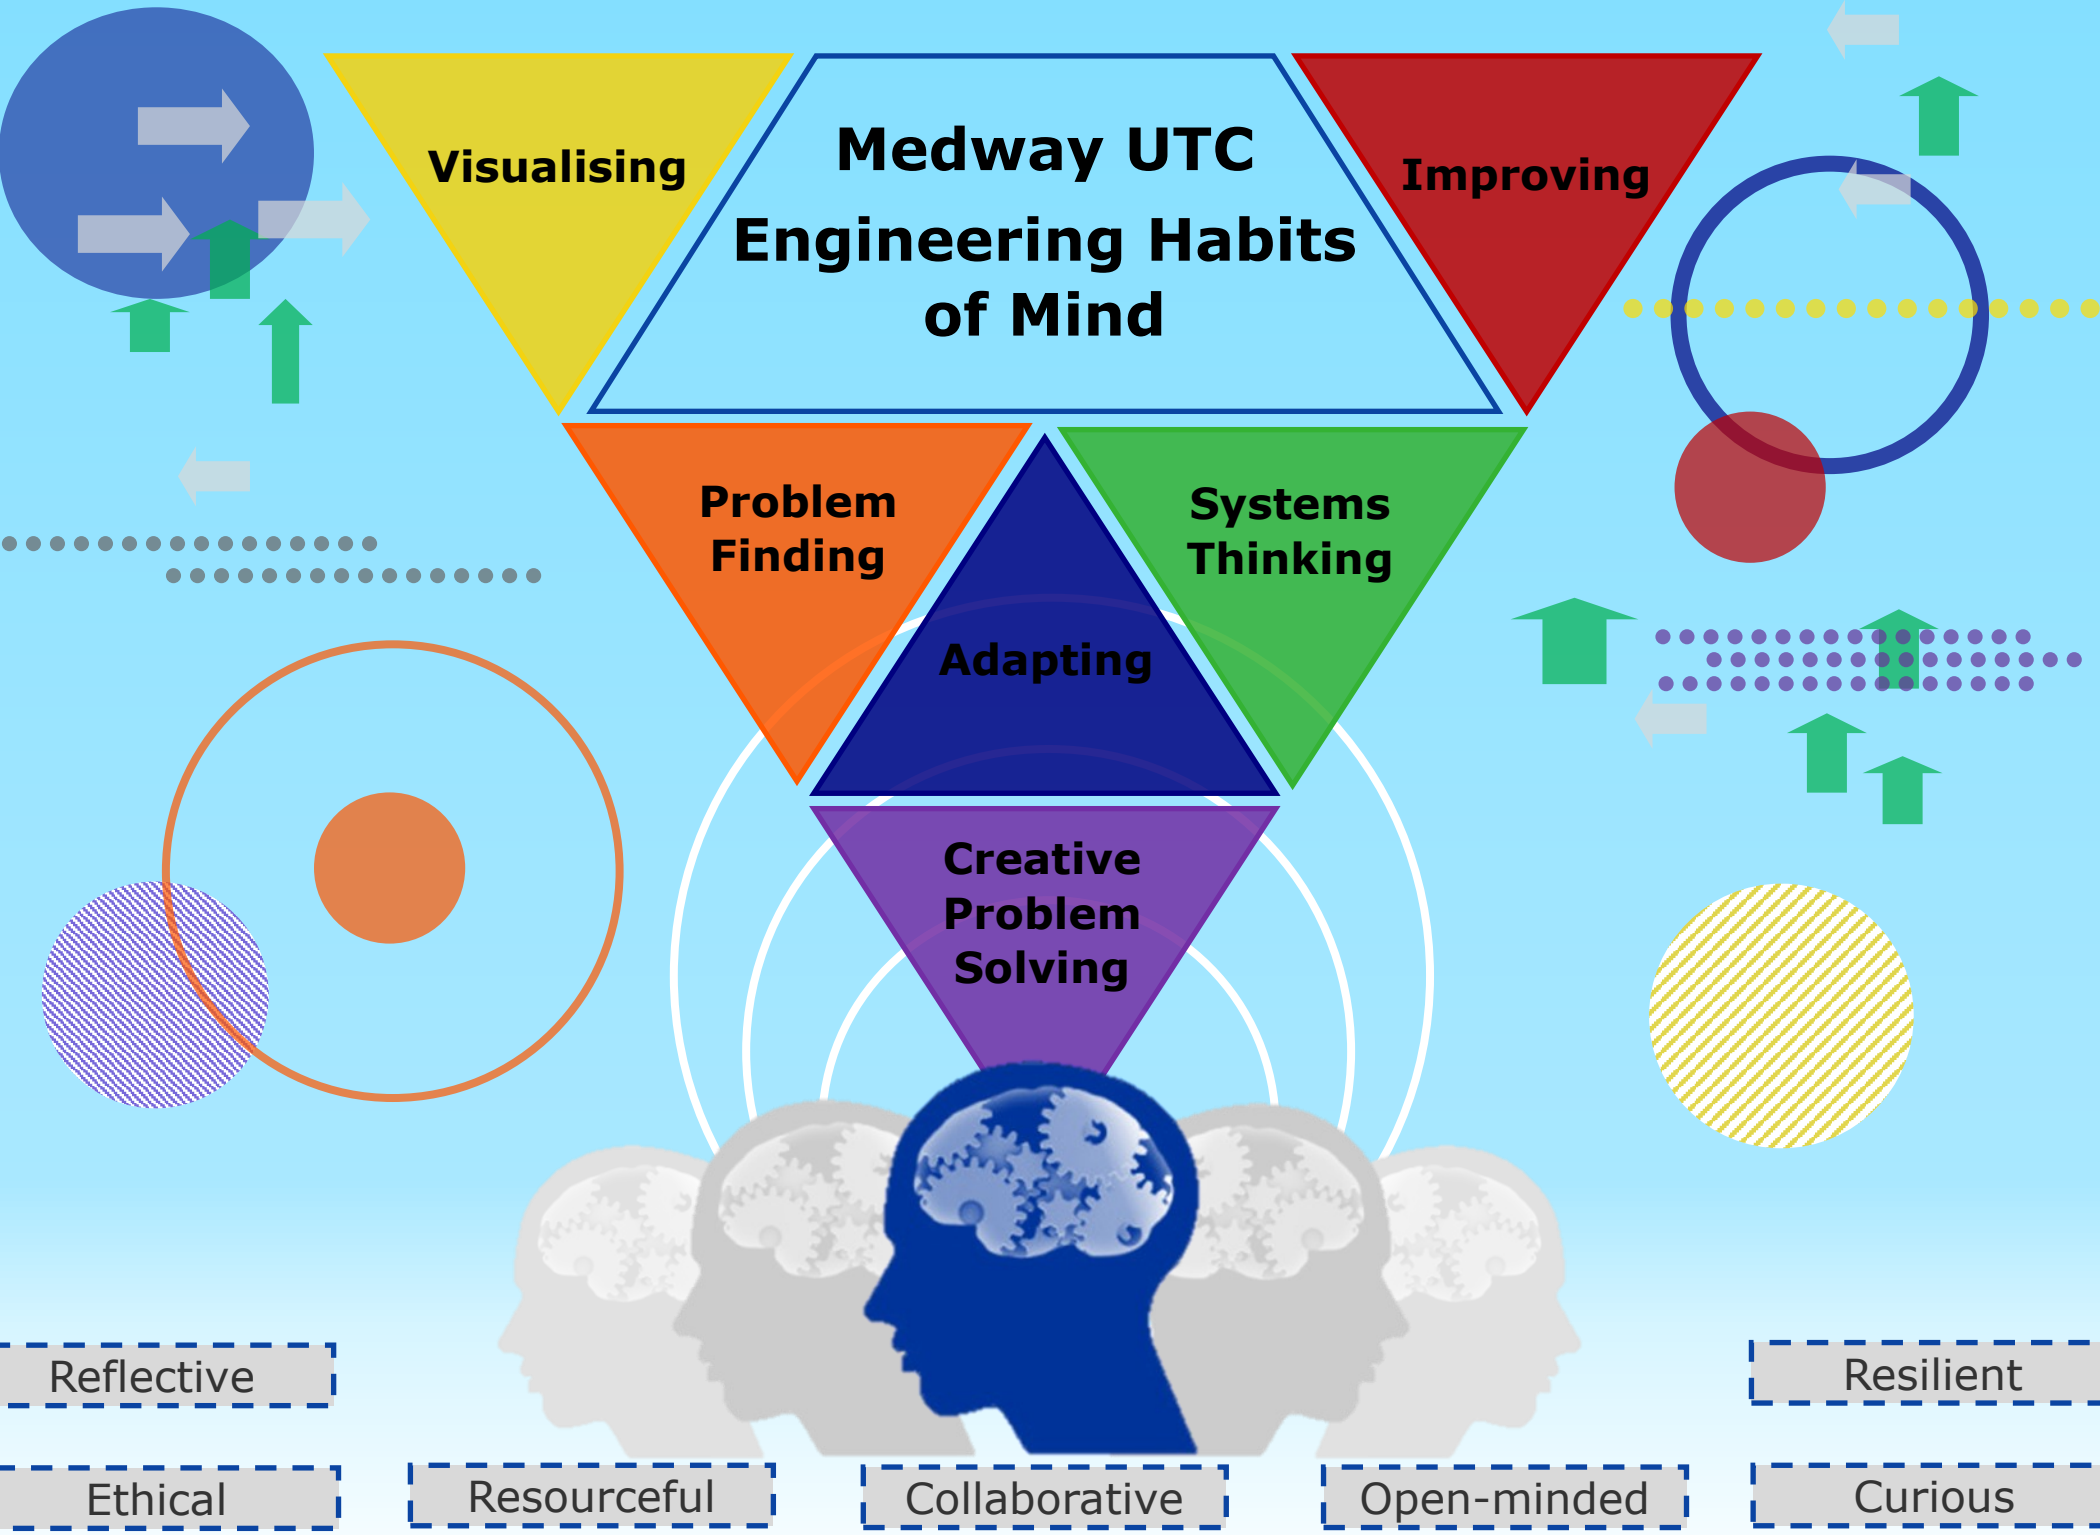 Visualising
Medway UTC
Engineering Habits
of Mind
Improving
Problem
Finding
Systems
Thinking
Adapting
Creative
Problem
Solving
Reflective
Resilient
Ethical
Resourceful
Collaborative
Open-minded
Curious